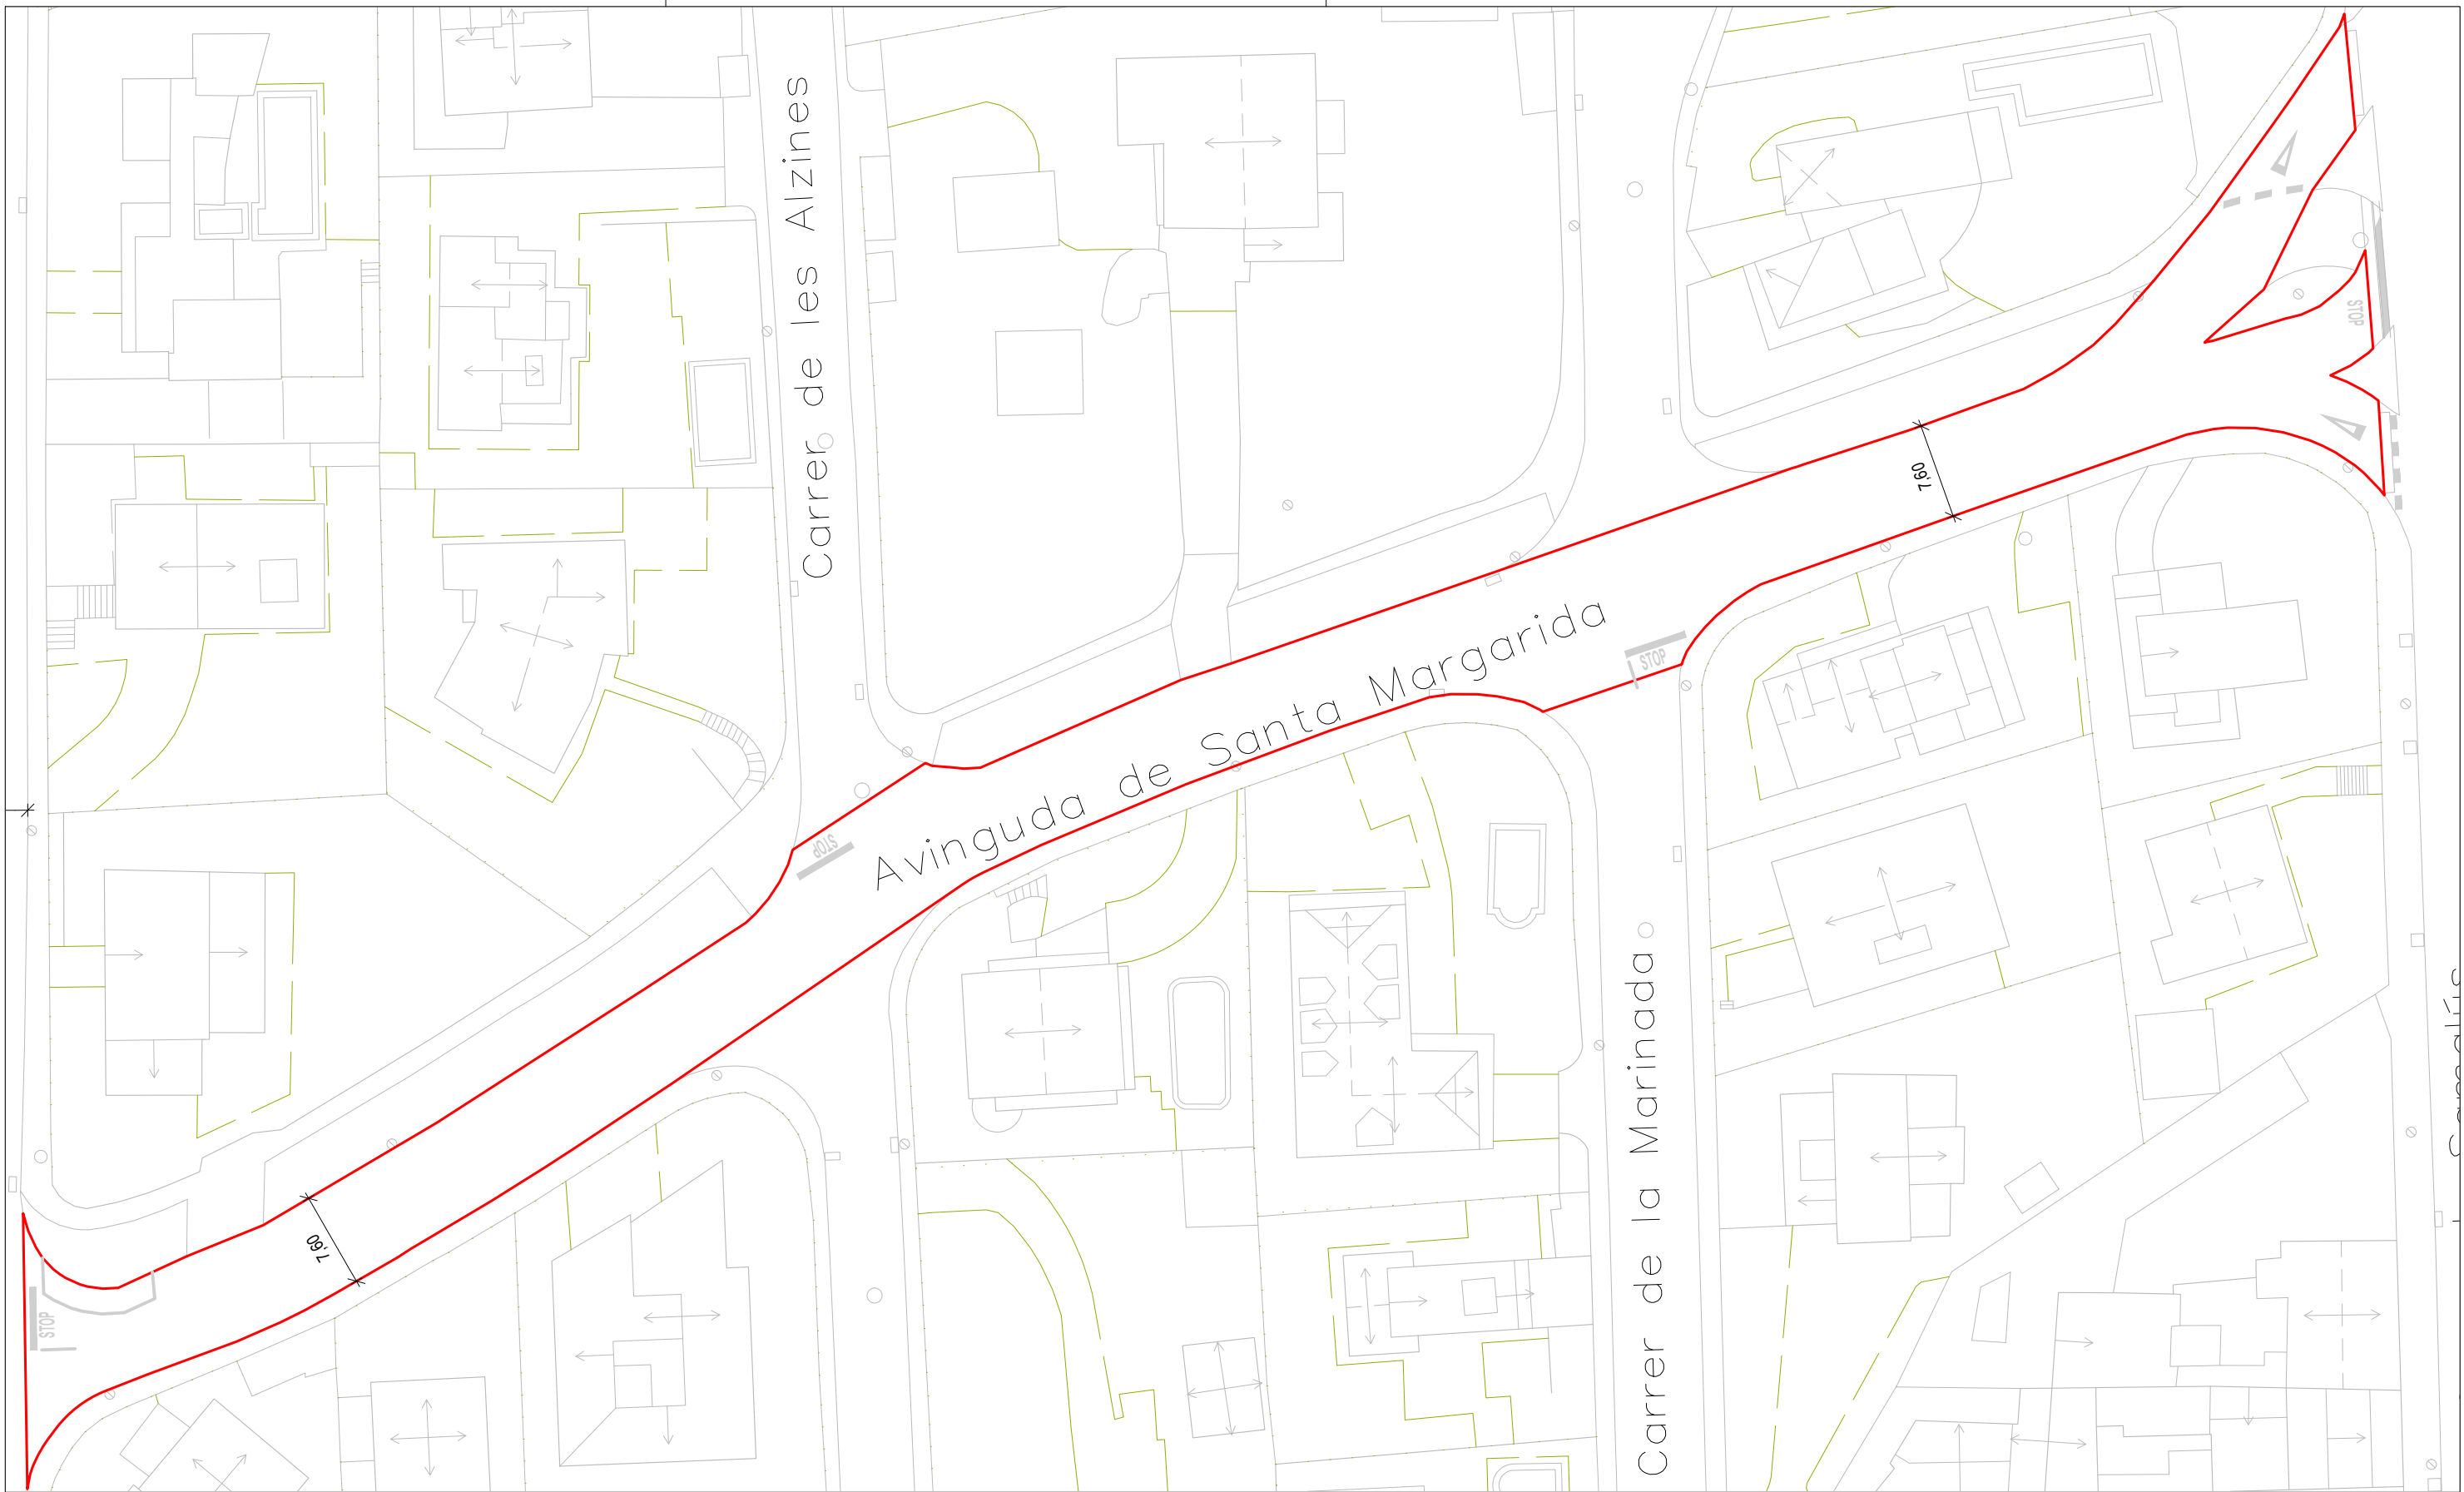 Carrer de les Alzines
Avinguda de Santa Margarida
Carrer de la Marinada
7.60
7.60
STOP
STOP
STOP
STOP